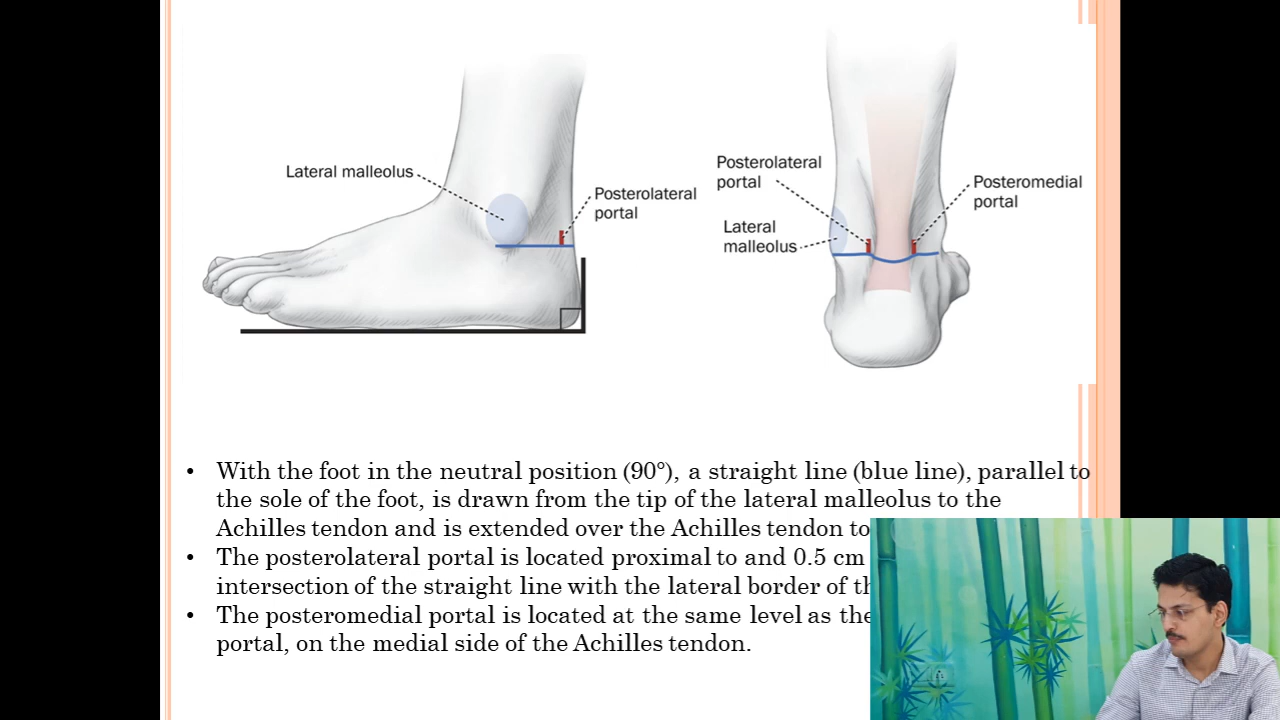 Lateral malleolus
Posterolateral
portal
Posterolateral
portal
Lateral
malleolus
Posteromedial
portal
• With the foot in the neutral position (90°), a straight line (blue line), parallel to
the sole of the foot, is drawn from the tip of the lateral malleolus to the
Achilles tendon and is extended over the Achilles tendon to
• The posterolateral portal is located proximal to and 0.5 cm
intersection of the straight line with the lateral border of
• The posteromedial portal is located at the same level as the
portal, on the medial side of the Achilles tendon.